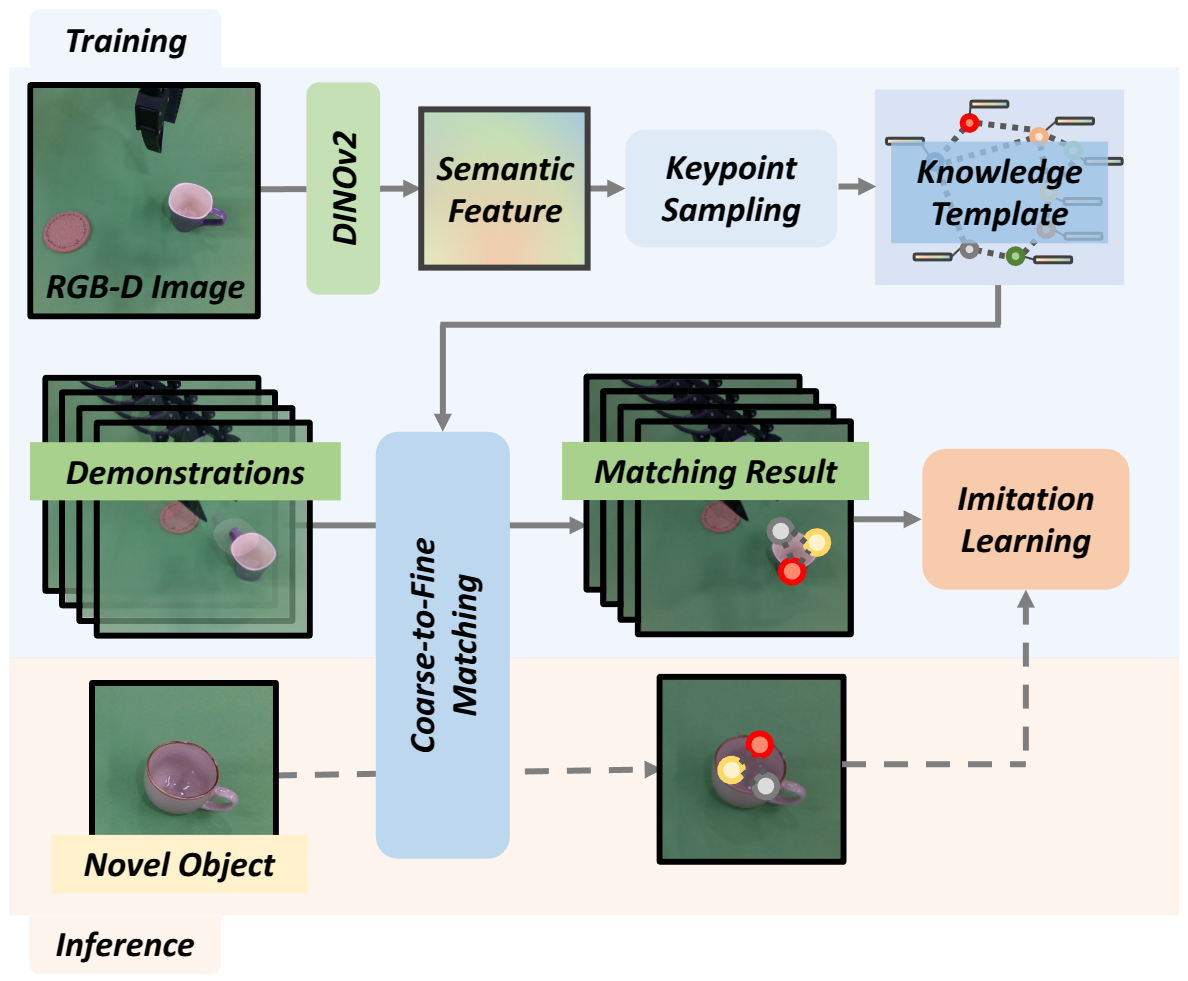 Training
RGB-D Image
DINOv2
Semantic
Feature
Keypoint
Sampling
Knowledge
Template
Demonstrations
Coarse-to-Fine
Matching
Matching Result
Imitation
Learning
Novel Object
Inference